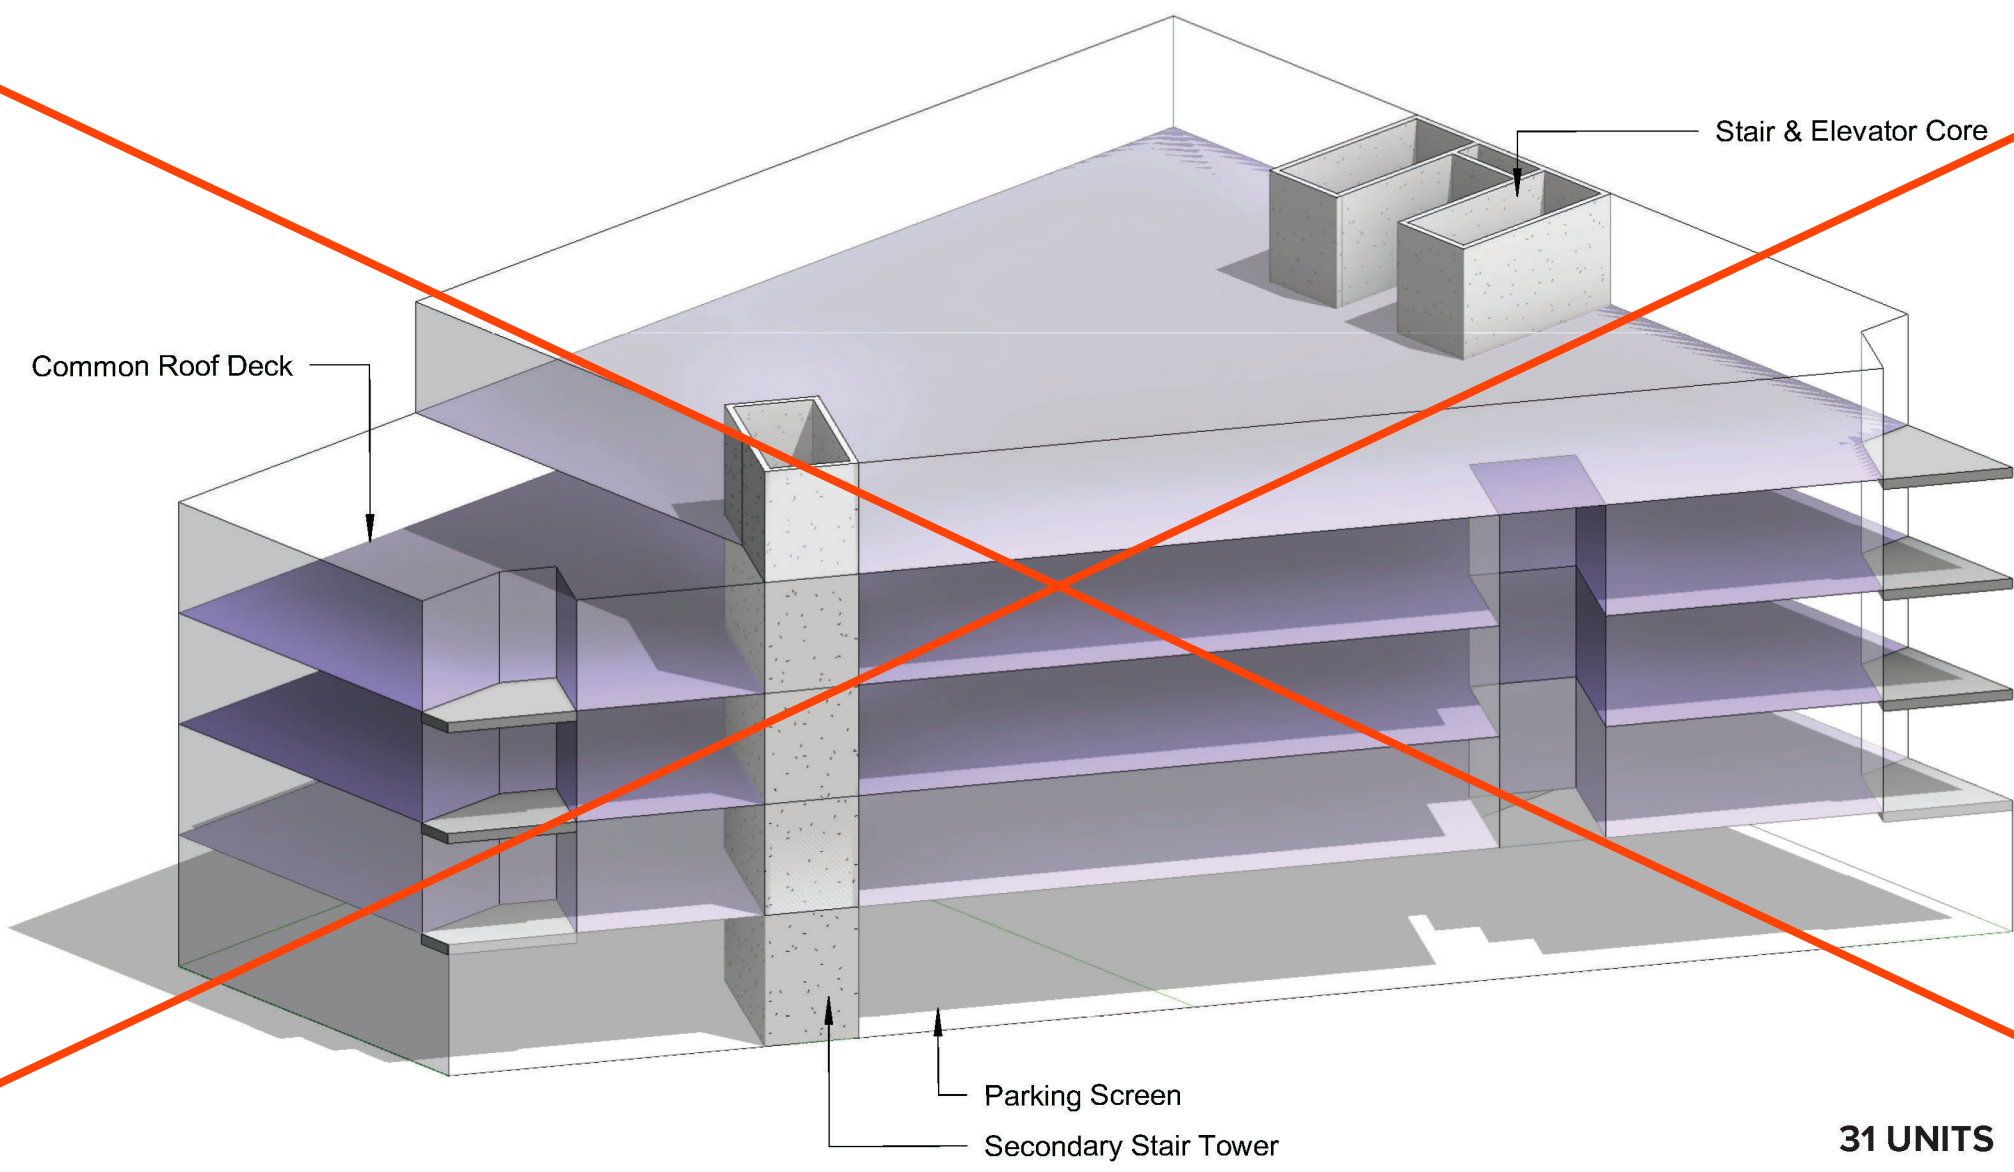 Stair & Elevator Core
Common Roof Deck
Parking Screen
Secondary Stair Tower
31 UNITS